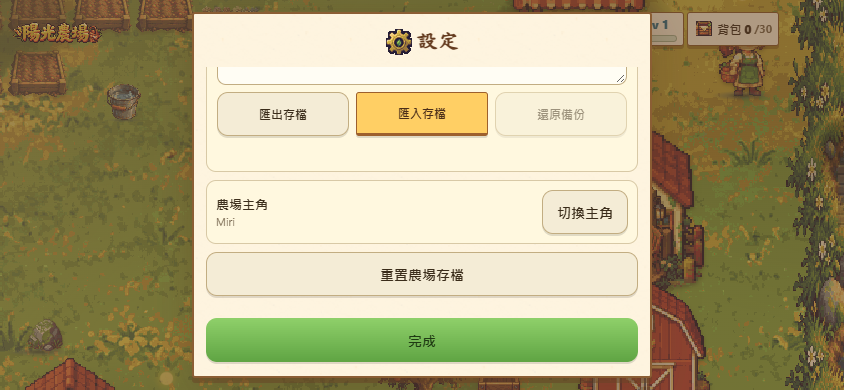 陽光農場
設定
v 1
背包 0 /30
匯出存檔
匯入存檔
還原備份
農場主角
Miri
切換主角
重置農場存檔
完成